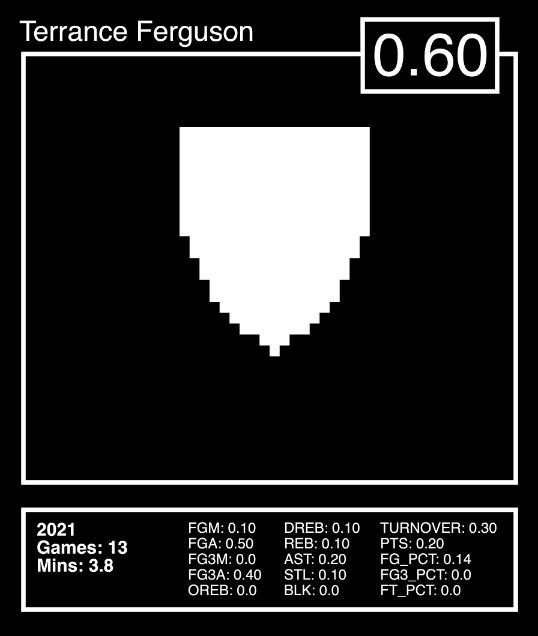 Terrance Ferguson
0.60
2021
Games: 13
Mins: 3.8
FGM: 0.10
FGA: 0.50
FG3M: 0.0
FG3A: 0.40
OREB: 0.0
DREB: 0.10
REB: 0.10
AST: 0.20
STL: 0.10
BLK: 0.0
TURNOVER: 0.30
PTS: 0.20
FG_PCT: 0.14
FG3_PCT: 0.0
FT_PCT: 0.0